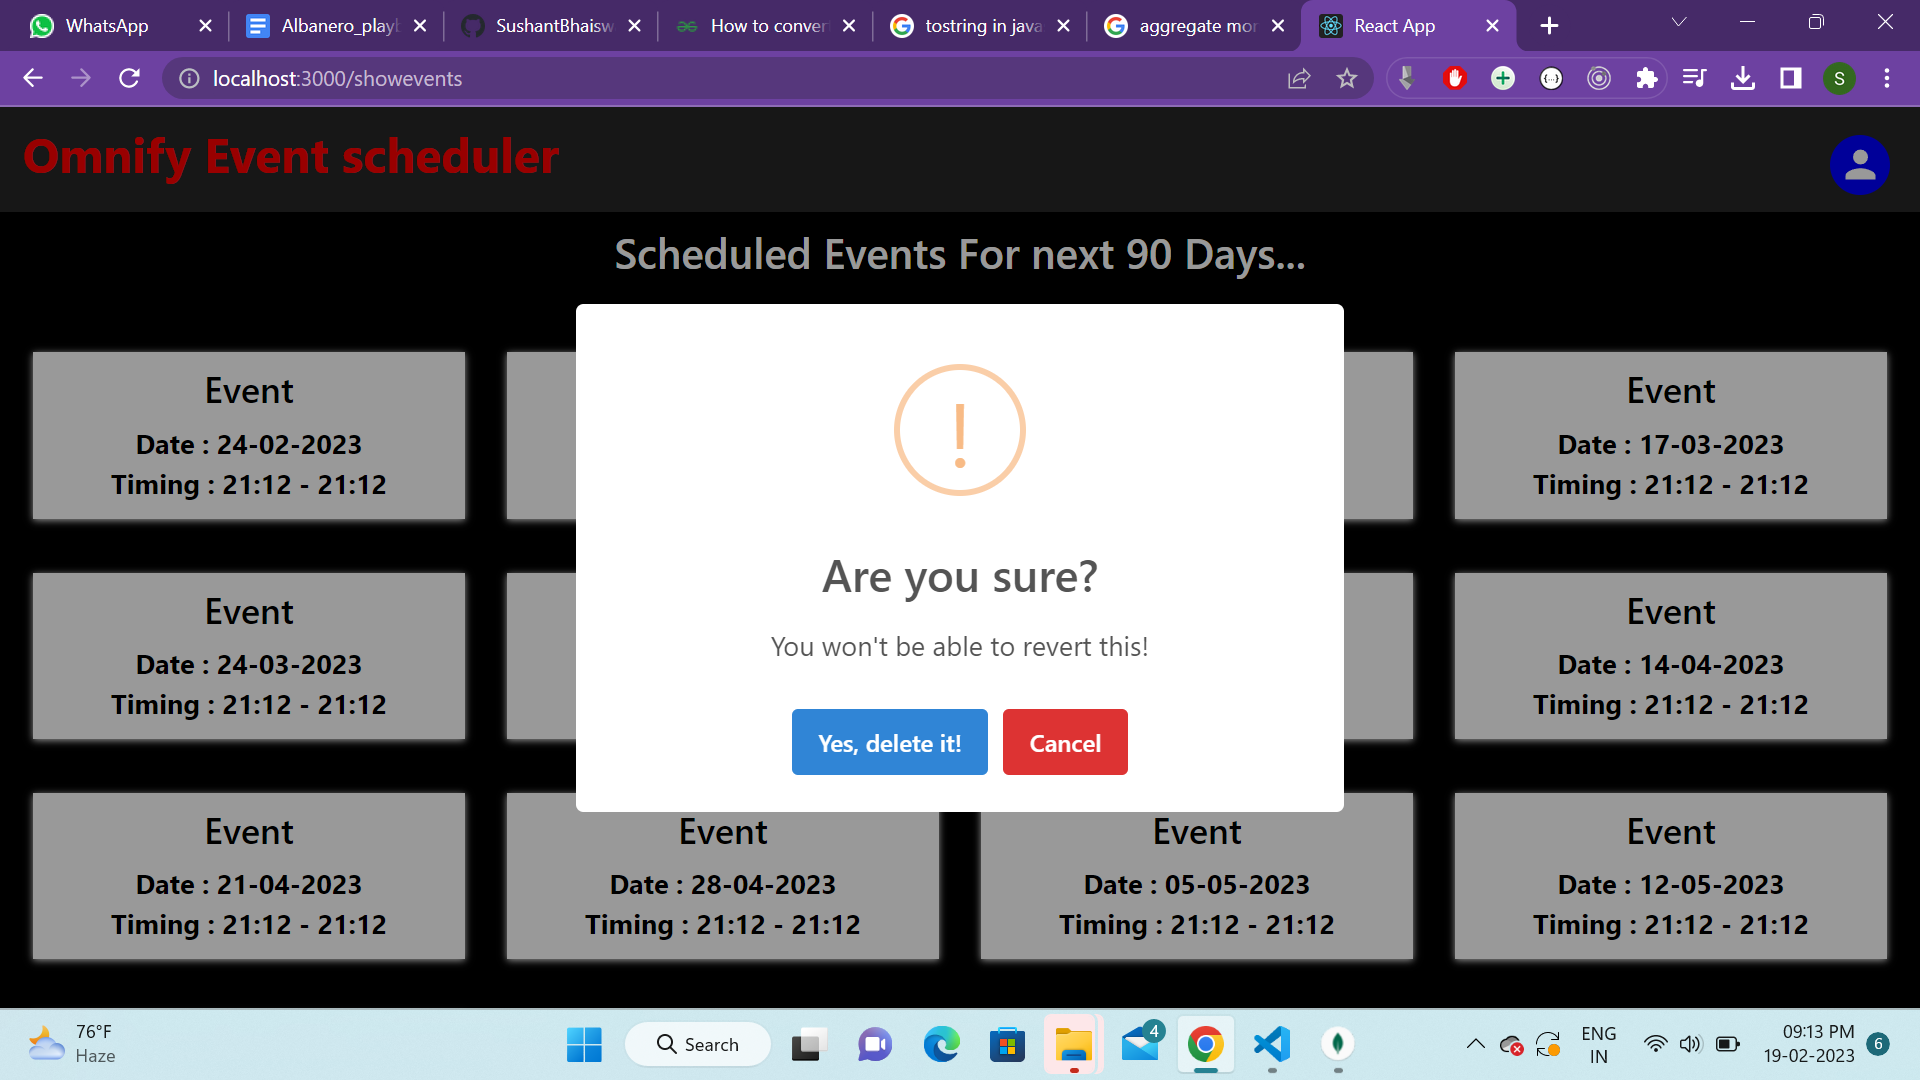 WhatsApp
Albanero_playb
SushantBhaisw
How to conver
tostring in java
aggregate mon
React App
localhost:3000/showevents
S
Omnify Event scheduler
Scheduled Events For next 90 Days...
Event
Date : 24-02-2023
Timing : 21:12 - 21:12
Event
Date : 17-03-2023
Timing : 21:12 - 21:12
!
Are you sure?
You won't be able to revert this!
Yes, delete it!
Cancel
Event
Date : 24-03-2023
Timing : 21:12 - 21:12
Event
Date : 14-04-2023
Timing : 21:12 - 21:12
Event
Date : 21-04-2023
Timing : 21:12 - 21:12
Event
Date : 28-04-2023
Timing : 21:12 - 21:12
Event
Date : 05-05-2023
Timing : 21:12 - 21:12
Event
Date : 12-05-2023
Timing : 21:12 - 21:12
76°F
Haze
Search
4
ENG
IN
09:13 PM
19-02-2023
6